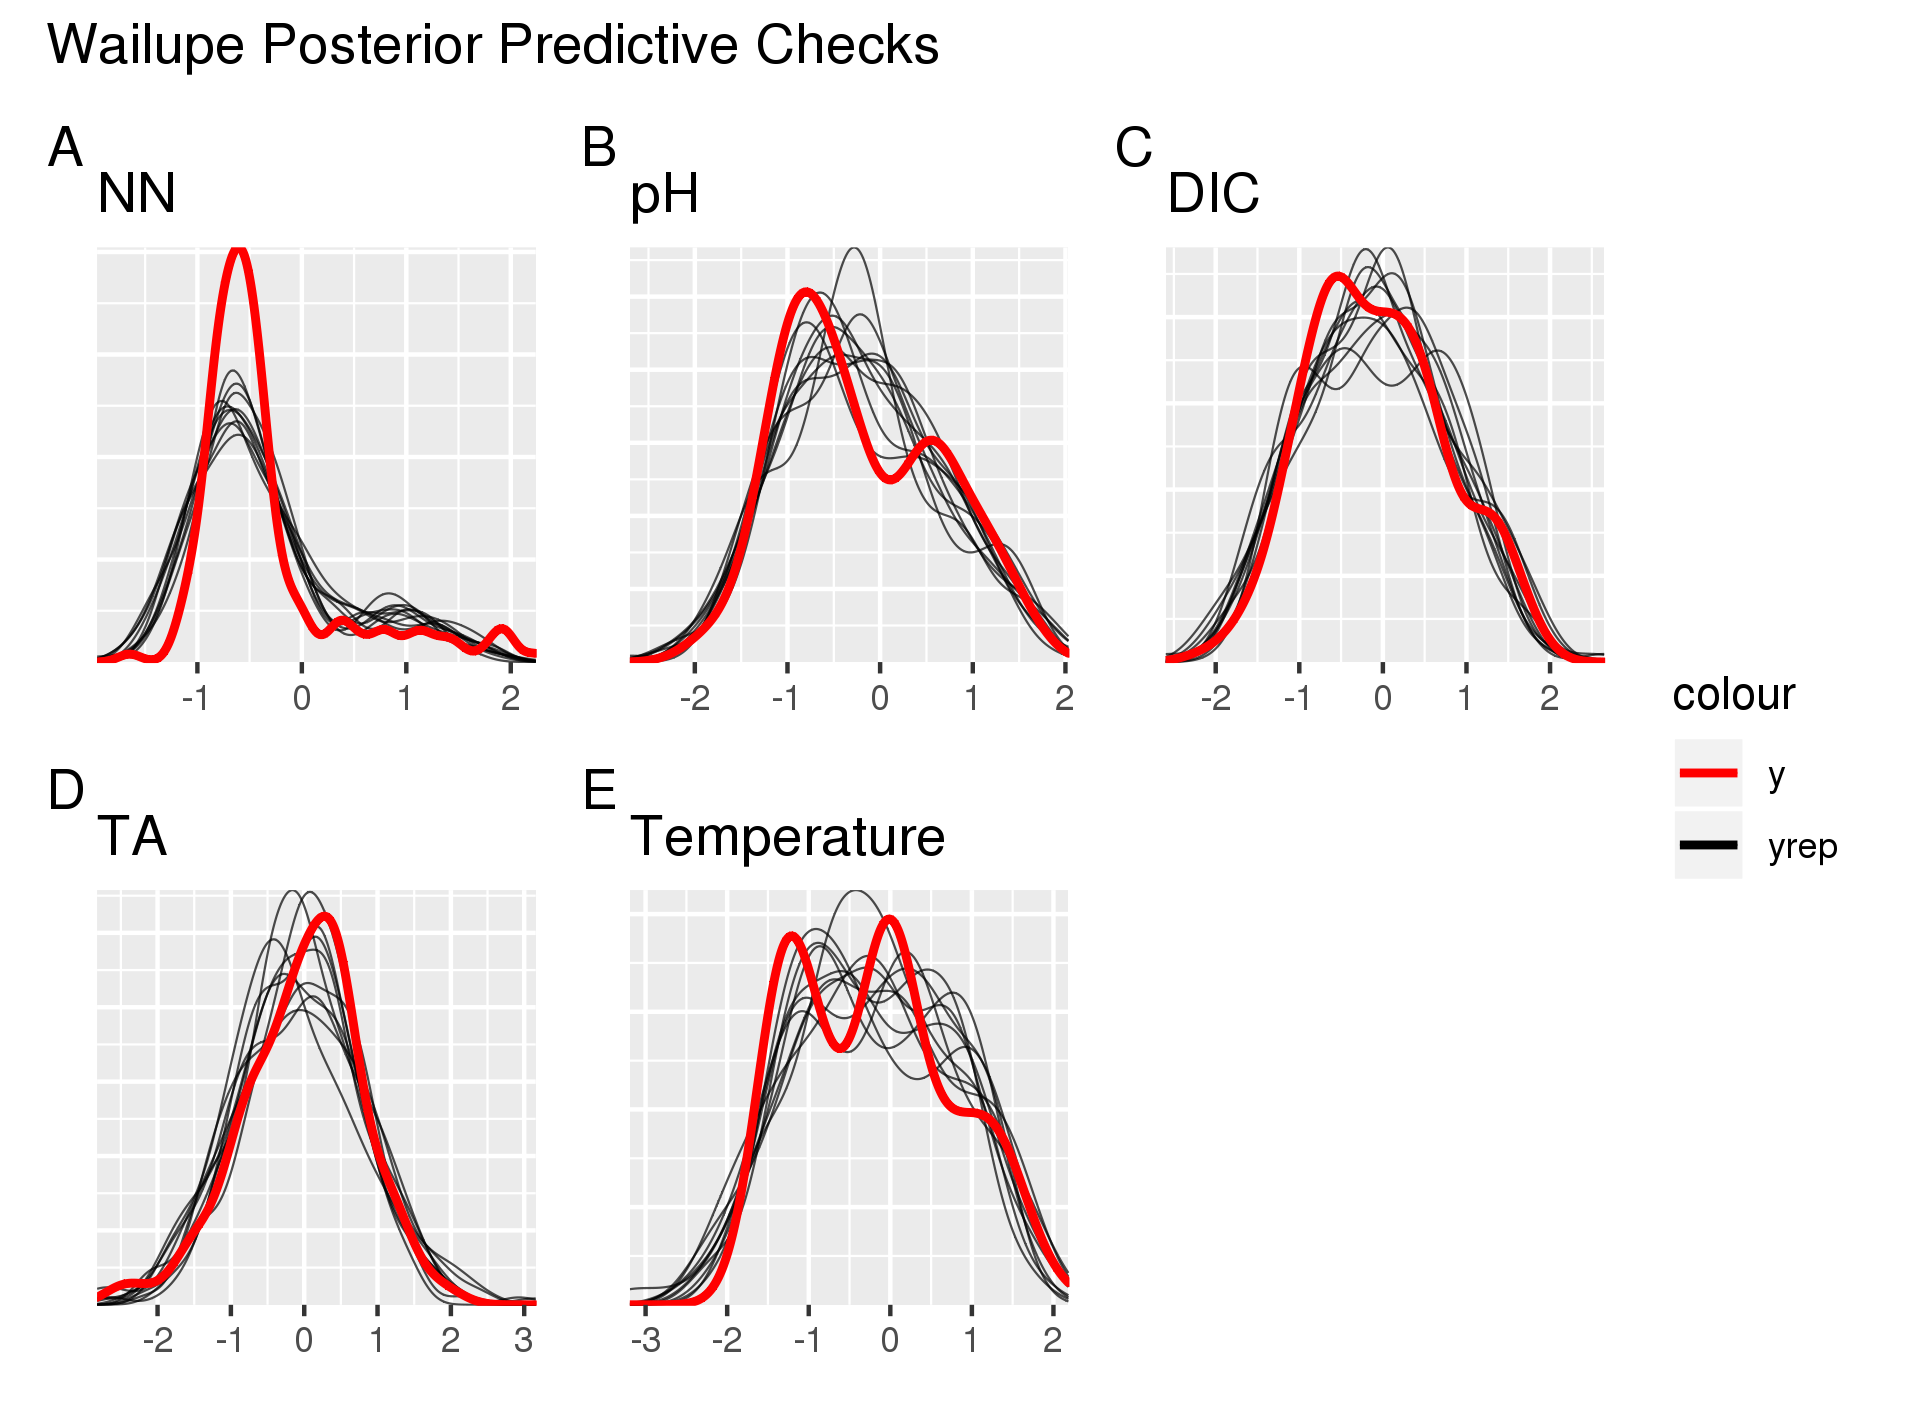 Wailupe Posterior Predictive Checks
A
NN
-1 0 1 2
B
pH
-2 -1 0 1 2
C
DIC
-2 -1 0 1 2
D
TA
-2 -1 0 1 2 3
E
Temperature
-3 -2 -1 0 1 2
colour
y
yrep